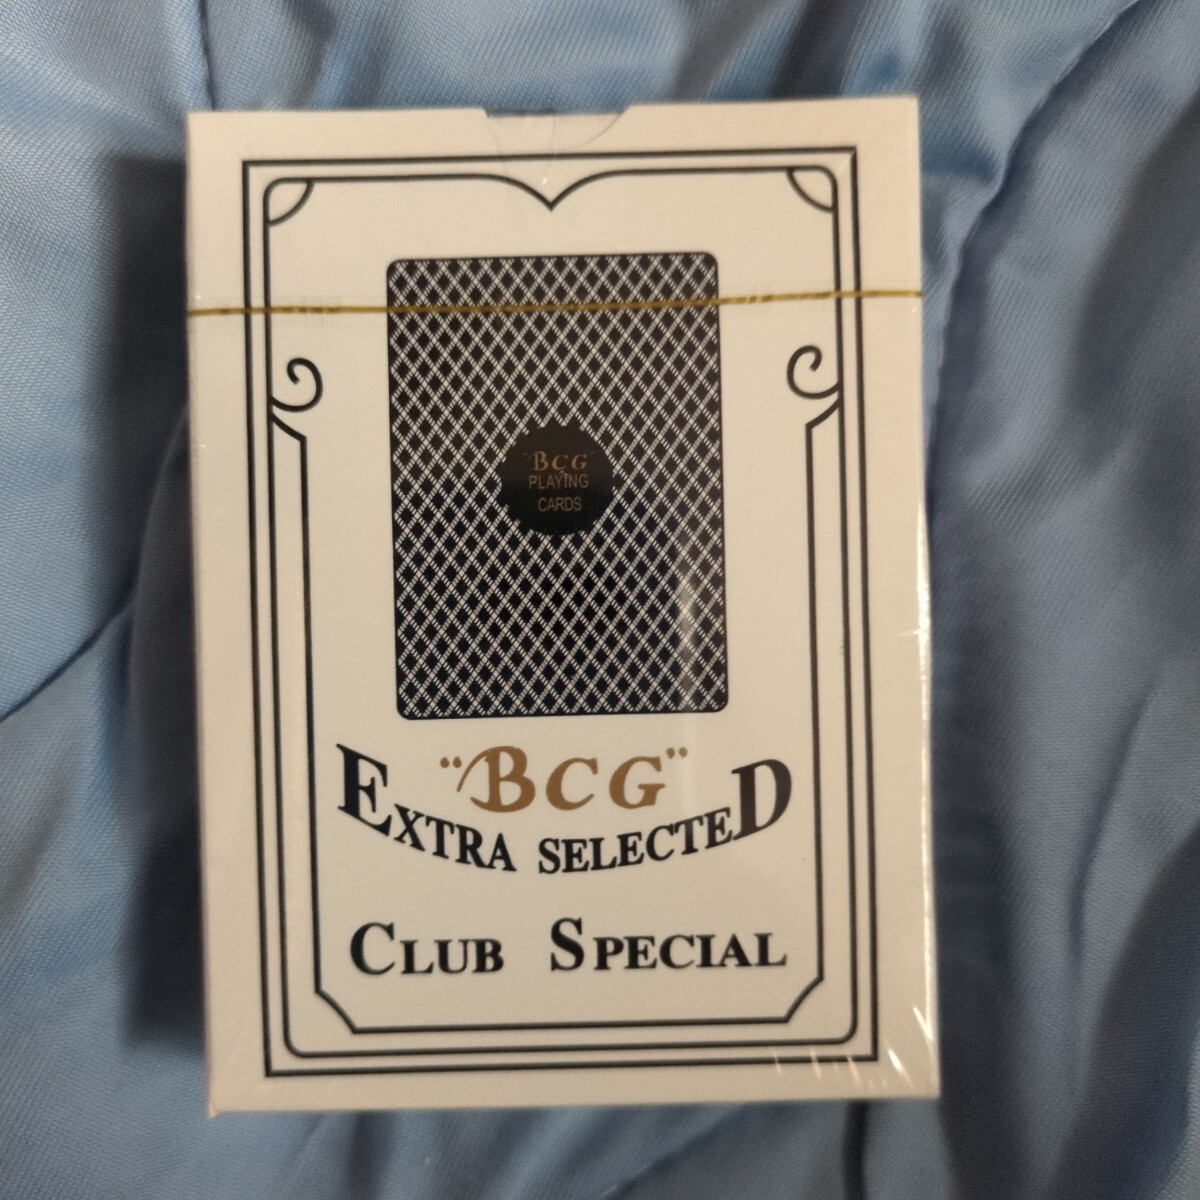 "BCG"
PLAYING
CARDS
"BCG"
EXTRA SELECTED
CLUB SPECIAL